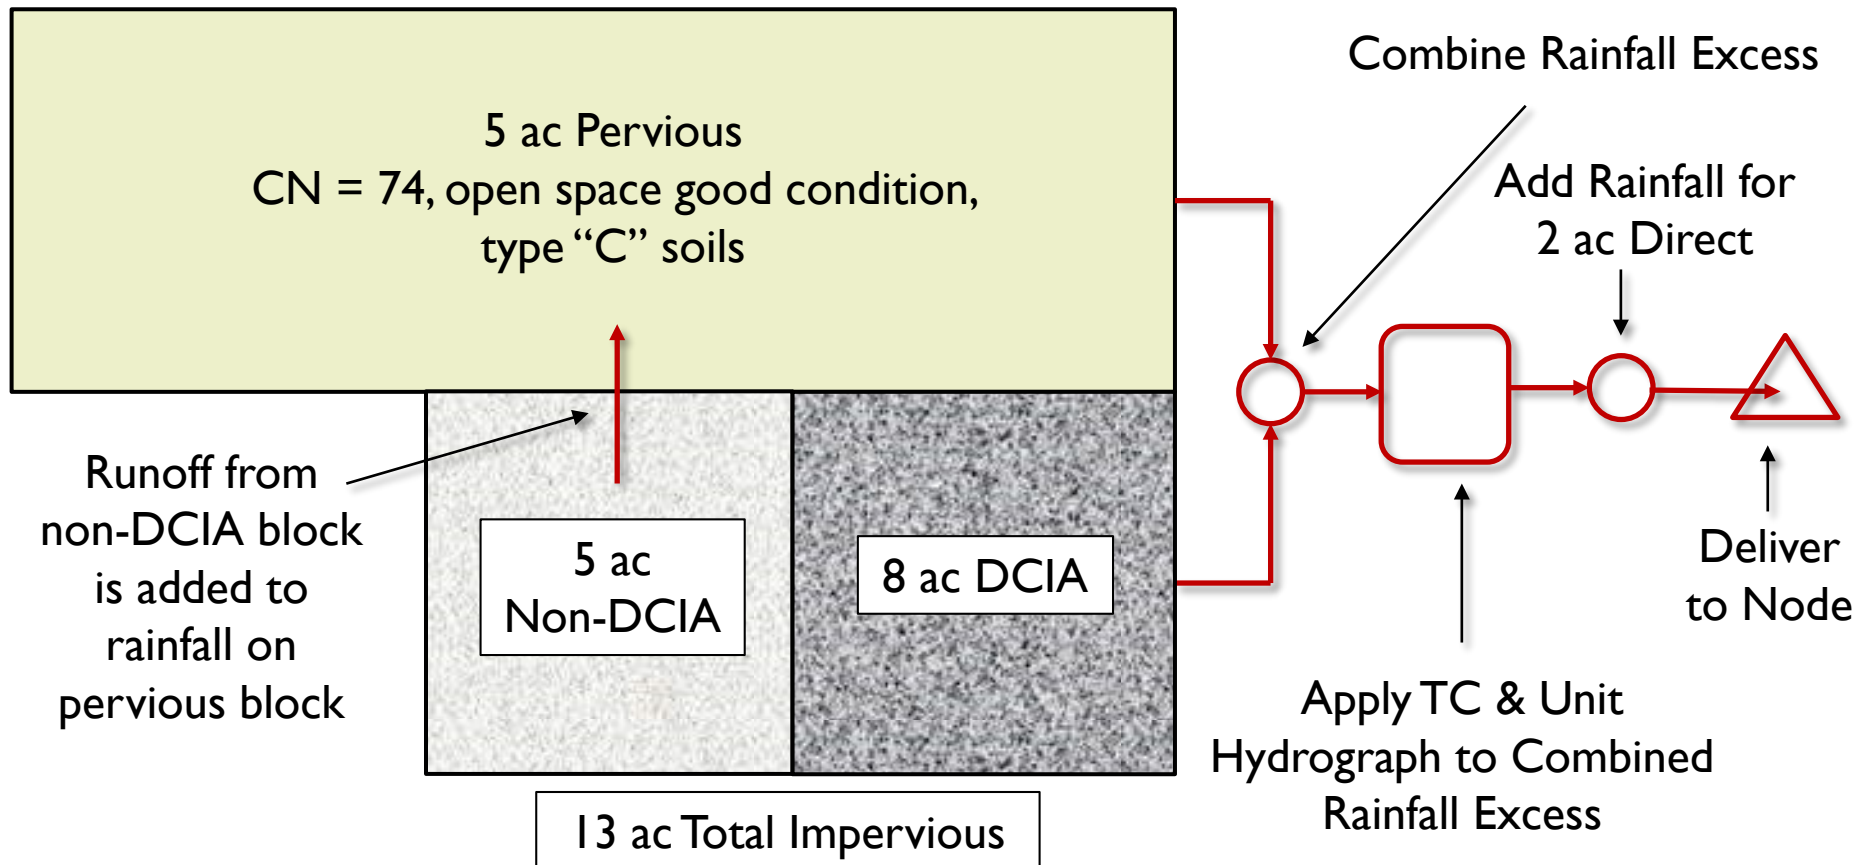 5 ac Pervious
CN = 74, open space good condition,
type “C” soils
Combine Rainfall Excess
Add Rainfall for
2 ac Direct
Runoff from
non-DCIA block
is added to
rainfall on
pervious block
5 ac
Non-DCIA
8 ac DCIA
Deliver
to Node
Apply TC & Unit
Hydrograph to Combined
Rainfall Excess
13 ac Total Impervious